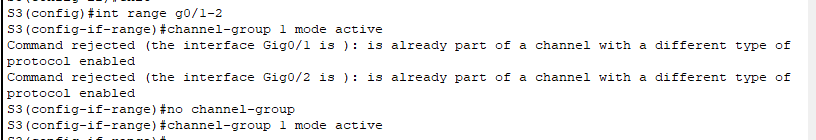 S3(config)#int range g0/1-2
S3(config-if-range)#channel-group 1 mode active
Command rejected (the interface Gig0/1 is ): is already part of a channel with a different type of
protocol enabled
Command rejected (the interface Gig0/2 is ): is already part of a channel with a different type of
protocol enabled
S3(config-if-range)#no channel-group
S3(config-if-range)#channel-group 1 mode active